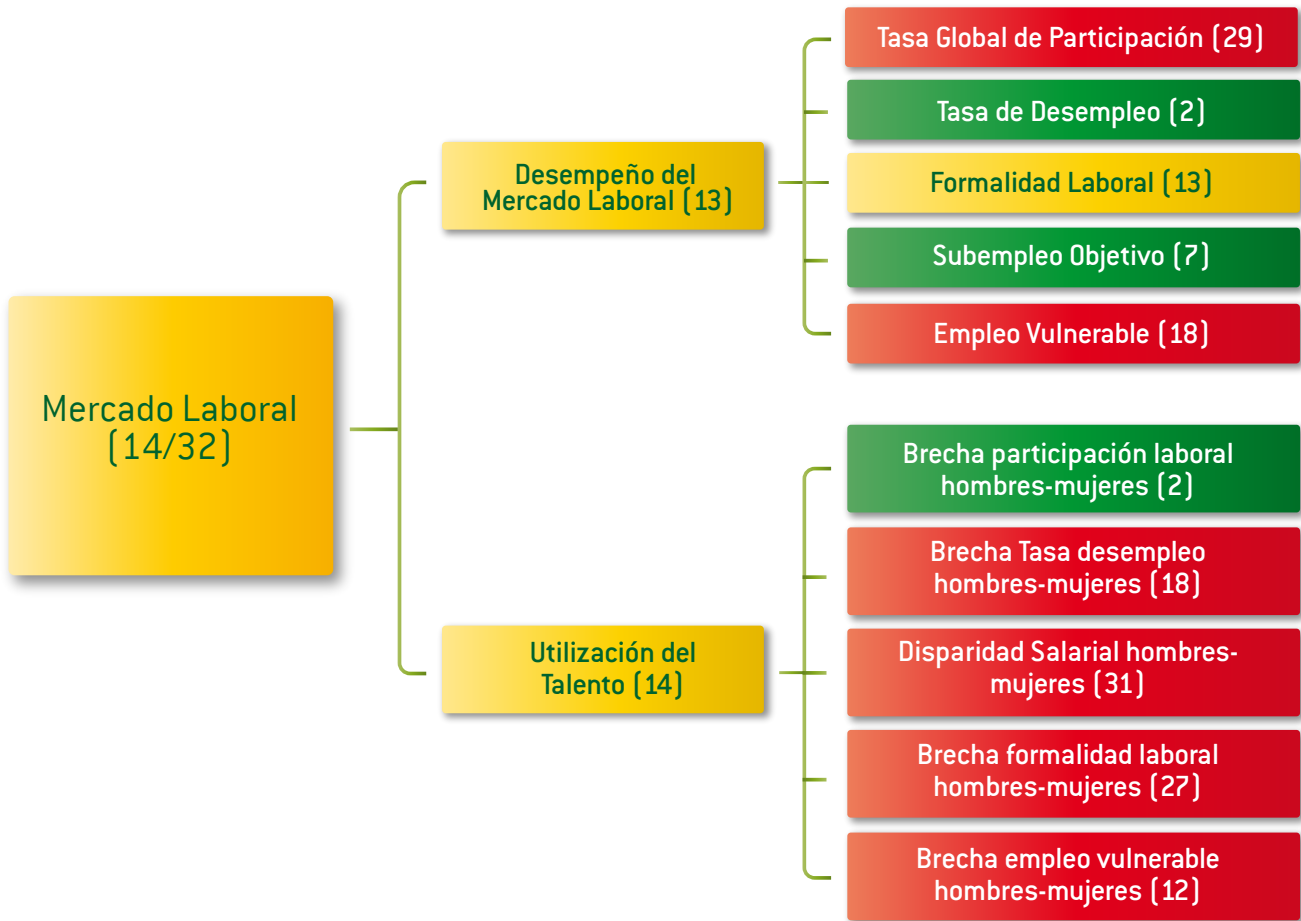 Mercado Laboral
(14/32)
Desempeño del
Mercado Laboral (13)
Tasa Global de Participación (29)
Tasa de Desempleo (2)
Formalidad Laboral (13)
Subempleo Objetivo (7)
Empleo Vulnerable (18)
Utilización del
Talento (14)
Brecha participación laboral
hombres-mujeres (2)
Brecha Tasa desempleo
hombres-mujeres (18)
Disparidad Salarial hombres-
mujeres (31)
Brecha formalidad laboral
hombres-mujeres (27)
Brecha empleo vulnerable
hombres-mujeres (12)